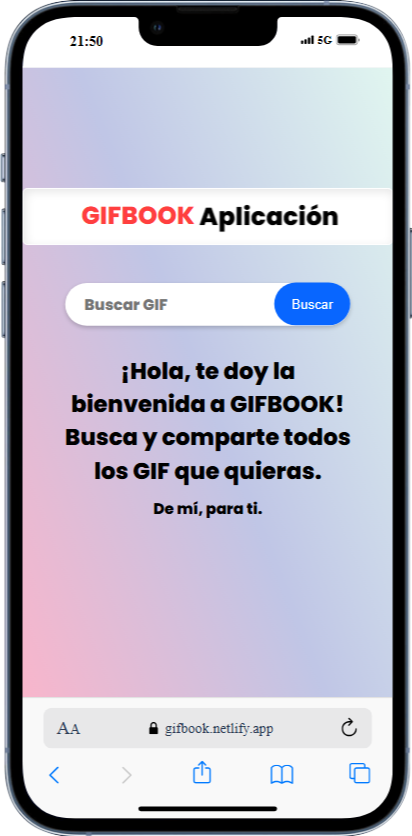 21:50 5G
GIFBOOK Aplicación
Buscar GIF Buscar
¡Hola, te doy la
bienvenida a GIFBOOK!
Busca y comparte todos
los GIF que quieras.
De mí, para ti.
AA gifbook.netlify.app